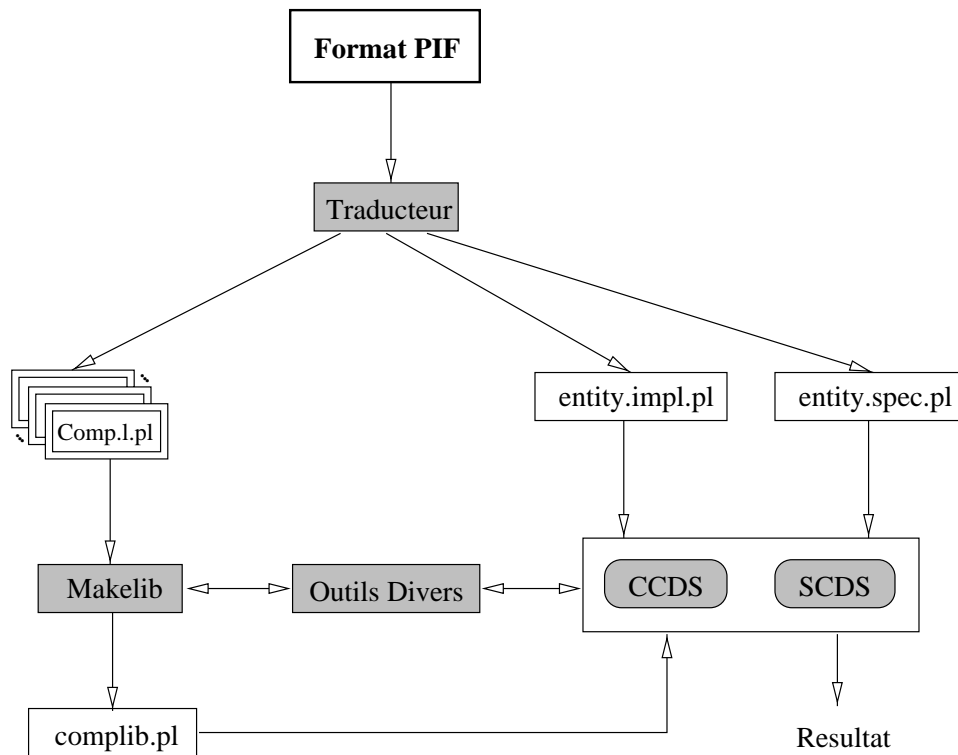 Format PIF
Traducteur
Comp.l.pl
entity.impl.pl
entity.spec.pl
Makelib
Outils Divers
CCDS
SCDS
complib.pl
Resultat